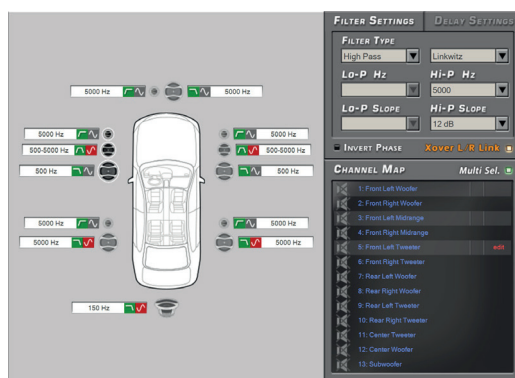 5000 Hz 5000 Hz
5000 Hz 5000 Hz
500-5000 Hz 500-5000 Hz
500 Hz 500 Hz
5000 Hz 5000 Hz
5000 Hz 5000 Hz
150 Hz
FILTER SETTINGS DELAY SETTINGS
FILTER TYPE
High Pass Linkwitz
LO-P HZ HI-P HZ
5000
LO-P SLOPE HI-P SLOPE
12 dB
INVERT PHASE Xover L/R Link
CHANNEL MAP Multi Sel.
1: Front Left Woofer
2: Front Right Woofer
3: Front Left Midrange
4: Front Right Midrange
5: Front Left Tweeter edit
6: Front Right Tweeter
7: Rear Left Woofer
8: Rear Right Woofer
9: Rear Left Tweeter
10: Rear Right Tweeter
11: Center Tweeter
12: Center Woofer
13: Subwoofer